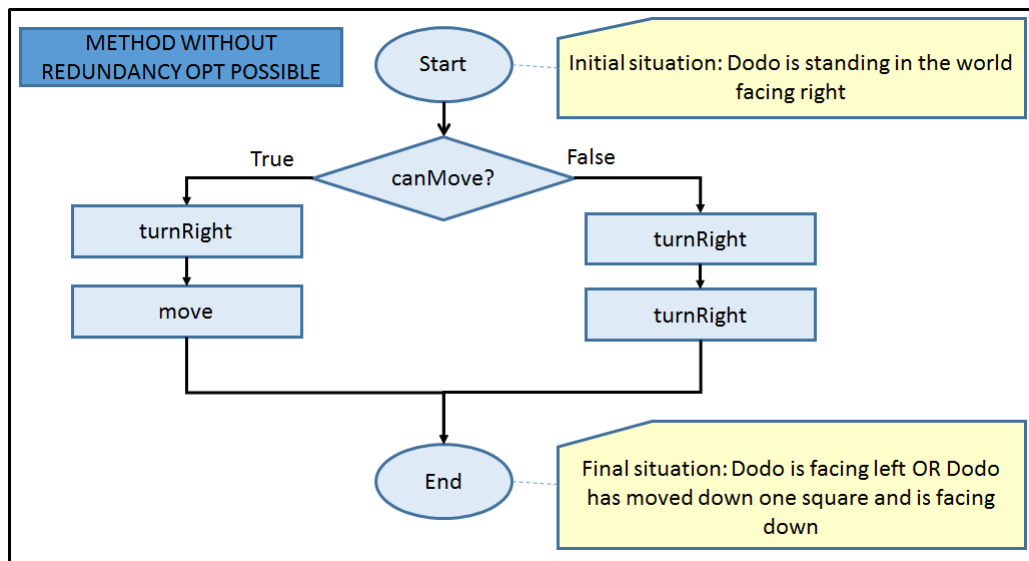 METHOD WITHOUT
REDUNDANCY OPT POSSIBLE
Start
Initial situation: Dodo is standing in the world
facing right
True
False
canMove?
turnRight
turnRight
move
turnRight
End
Final situation: Dodo is facing left OR Dodo
has moved down one square and is facing
down